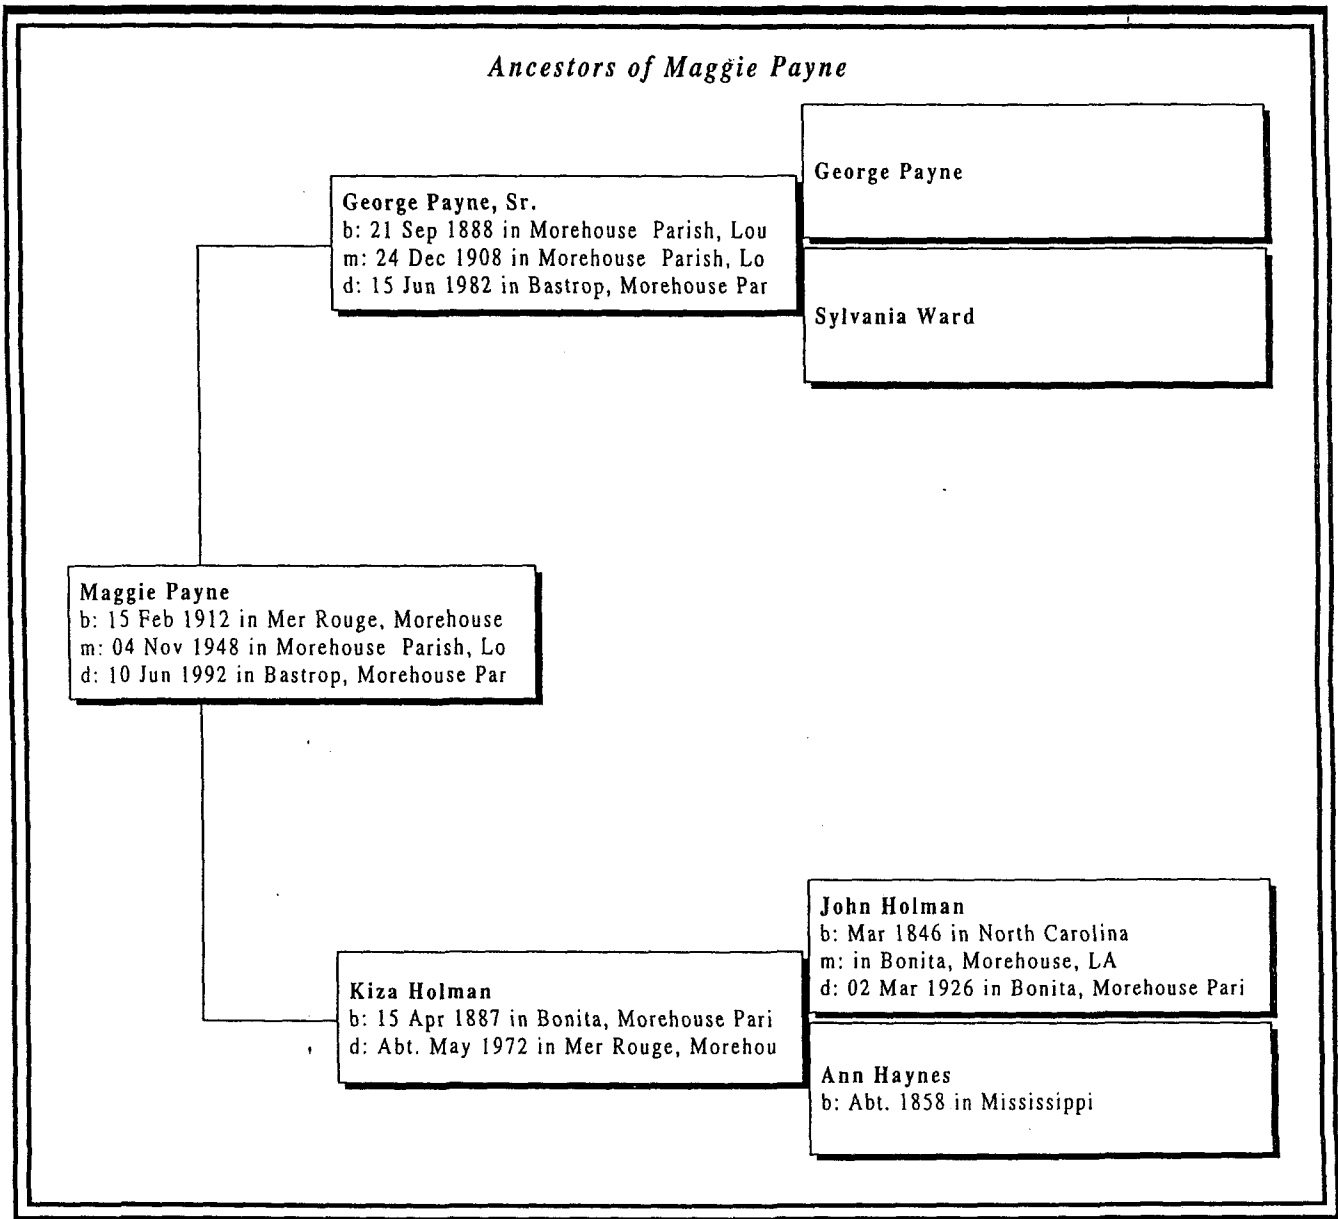 Ancestors of Maggie Payne
George Payne
George Payne, Sr.
b: 21 Sep 1888 in Morehouse Parish, Lou
m: 24 Dec 1908 in Morehouse Parish, Lo
d: 15 Jun 1982 in Bastrop, Morehouse Par
Sylvania Ward
Maggie Payne
b: 15 Feb 1912 in Mer Rouge, Morehouse
m: 04 Nov 1948 in Morehouse Parish, Lo
d: 10 Jun 1992 in Bastrop, Morehouse Par
John Holman
b: Mar 1846 in North Carolina
m: in Bonita, Morehouse, LA
d: 02 Mar 1926 in Bonita, Morehouse Pari
Kiza Holman
b: 15 Apr 1887 in Bonita, Morehouse Pari
d: Abt. May 1972 in Mer Rouge, Morehou
Ann Haynes
b: Abt. 1858 in Mississippi